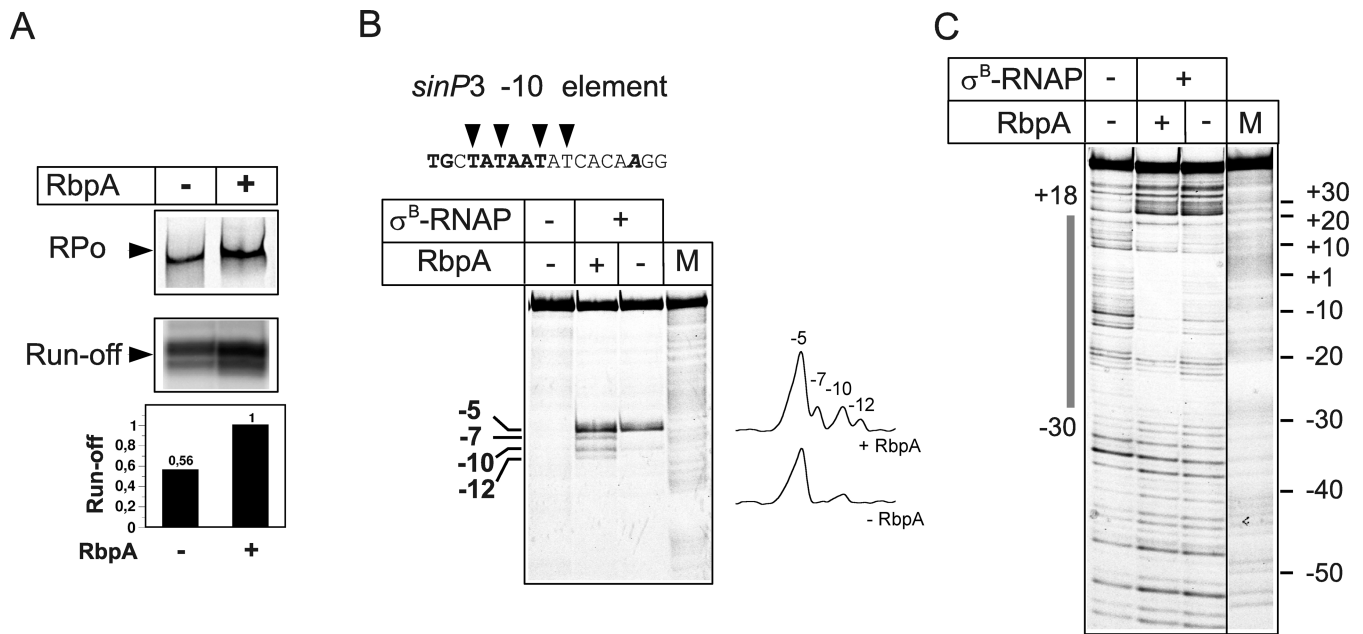 A
RbpA - +
RPo
Run-off
Run-off
1
0,8
0,6
0,4
0,2
0
0,56
1
RbpA - +
B
sinP3 -10 element
TGCTATAATATCACAAGG
σB-RNAP - +
RbpA - + - M
-5
-7
-10
-12
-5
-7
-10
-12
+ RbpA
- RbpA
C
σB-RNAP - +
RbpA - + - M
+18
-30
+30
+20
+10
+1
-10
-20
-30
-40
-50